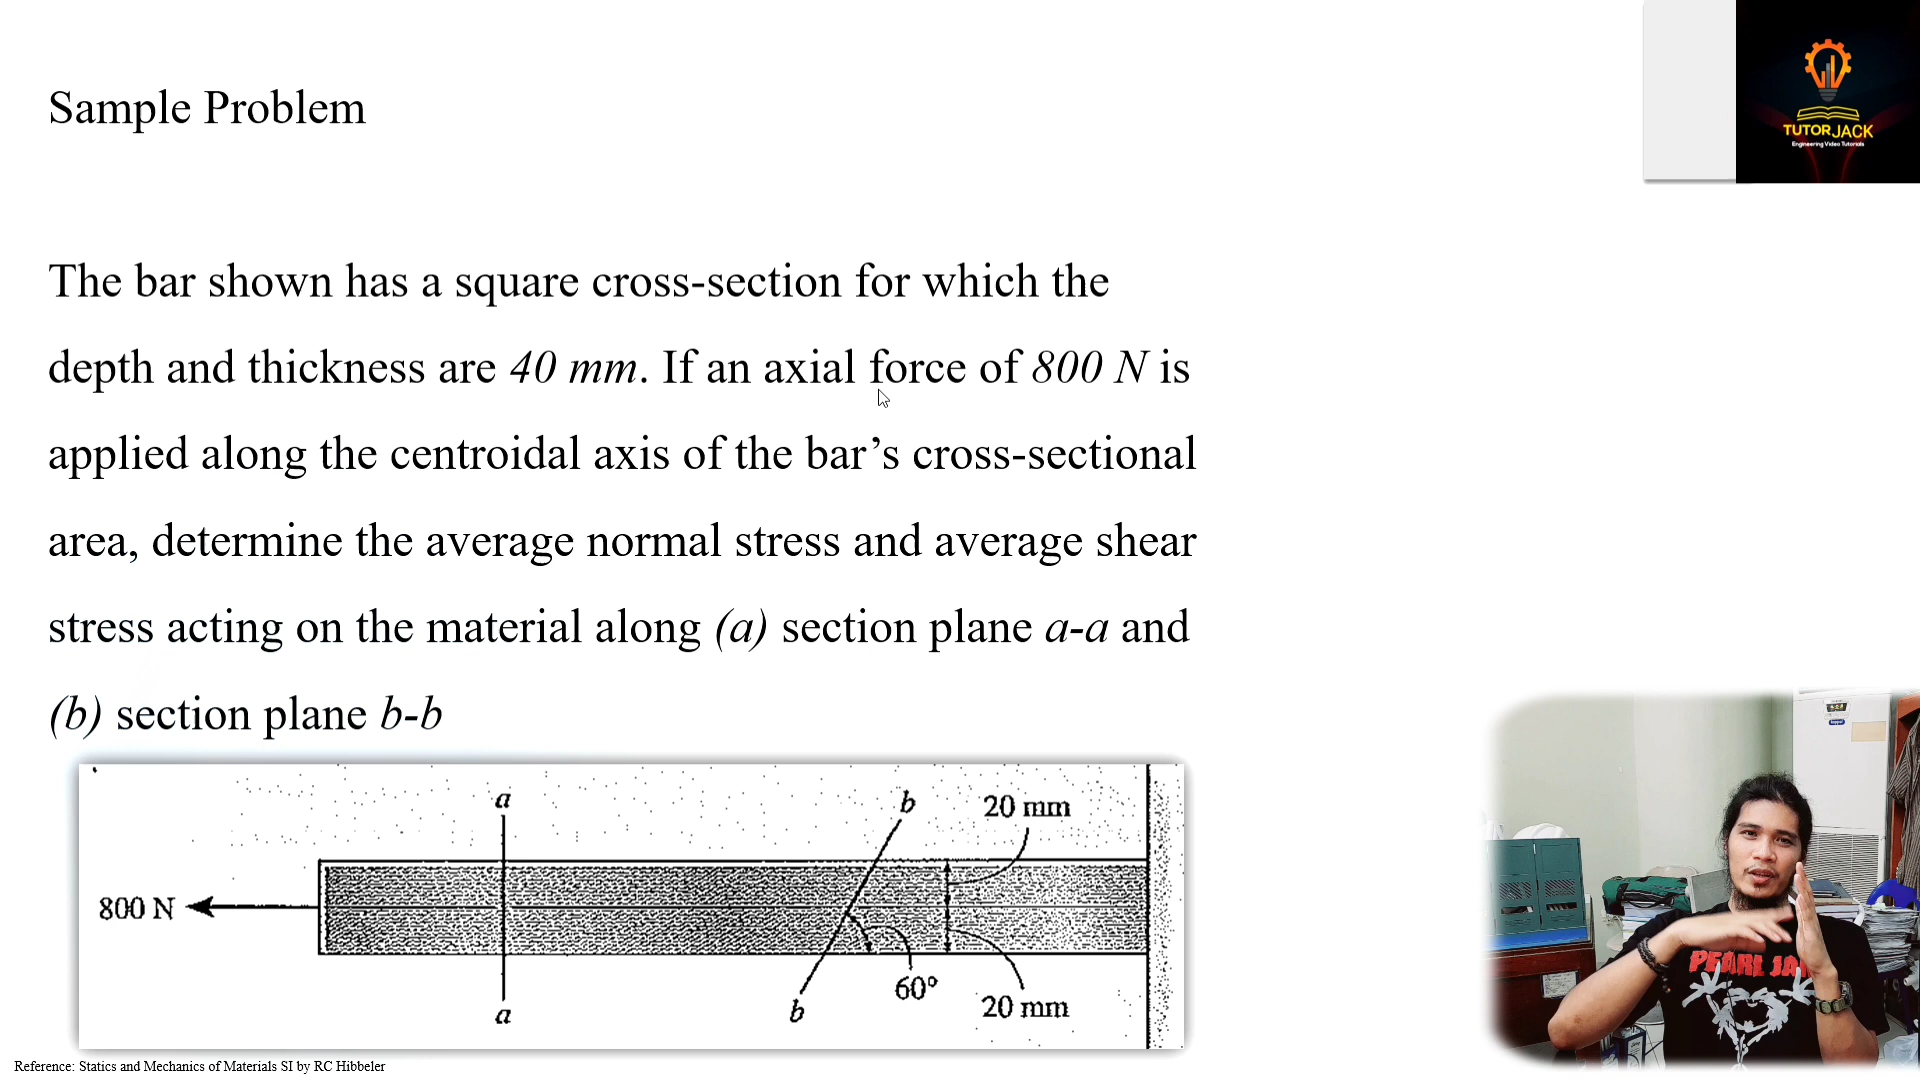 TUTOR JACK
Engineering Video Tutorials
Sample Problem
The bar shown has a square cross-section for which the
depth and thickness are 40 mm. If an axial force of 800 N is
applied along the centroidal axis of the bar’s cross-sectional
area, determine the average normal stress and average shear
stress acting on the material along (a) section plane a-a and
(b) section plane b-b
a
b
20 mm
800 N
60°
20 mm
b
a
PEARL JA
Reference: Statics and Mechanics of Materials SI by RC Hibbeler